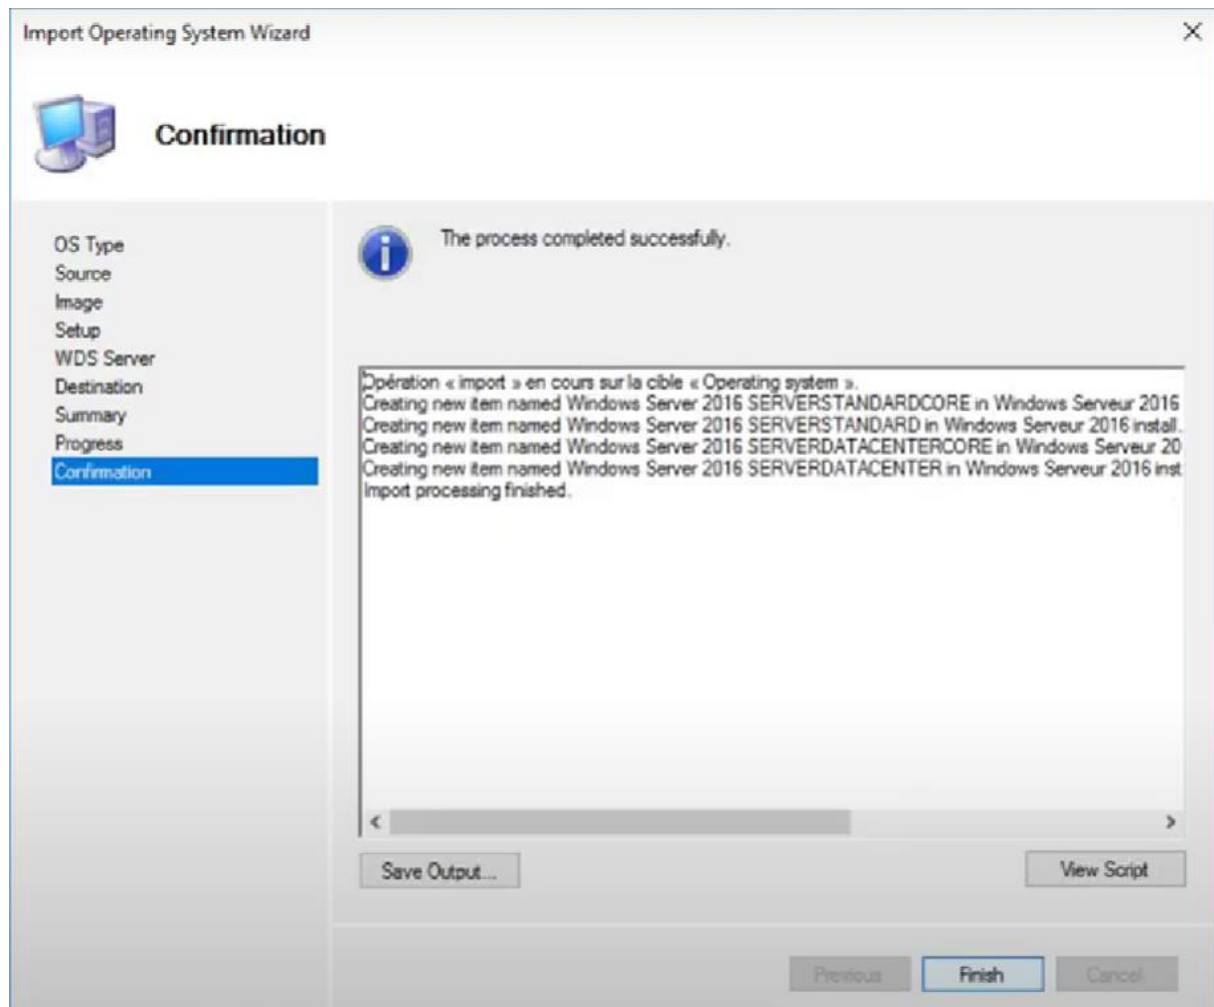 Import Operating System Wizard
Confirmation
OS Type
Source
Image
Setup
WDS Server
Destination
Summary
Progress
Confirmation
The process completed successfully.
Opération « import » en cours sur la cible « Operating system ».
Creating new item named Windows Server 2016 SERVERSTANDARDCORE in Windows Serveur 2016
Creating new item named Windows Server 2016 SERVERSTANDARD in Windows Serveur 2016 install.
Creating new item named Windows Server 2016 SERVERDATACENTERCORE in Windows Serveur 20
Creating new item named Windows Server 2016 SERVERDATACENTER in Windows Serveur 2016 inst
Import processing finished.
Save Output...
View Script
Previous
Finish
Cancel